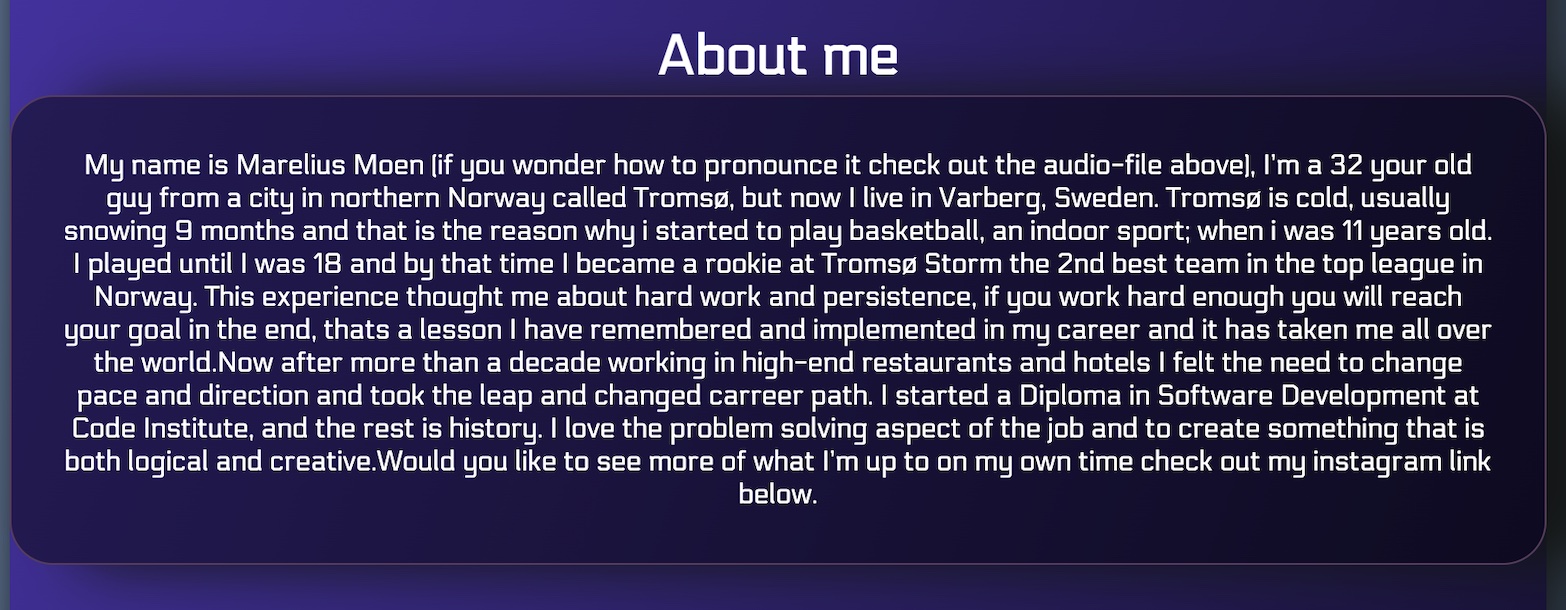 About me
My name is Marelius Moen (if you wonder how to pronounce it check out the audio-file above), I'm a 32 your old
guy from a city in northern Norway called Tromsø, but now I live in Varberg, Sweden. Tromsø is cold, usually
snowing 9 months and that is the reason why i started to play basketball, an indoor sport; when i was 11 years old.
I played until I was 18 and by that time I became a rookie at Tromsø Storm the 2nd best team in the top league in
Norway. This experience thought me about hard work and persistence, if you work hard enough you will reach
your goal in the end, thats a lesson I have remembered and implemented in my career and it has taken me all over
the world.Now after more than a decade working in high-end restaurants and hotels I felt the need to change
pace and direction and took the leap and changed carreer path. I started a Diploma in Software Development at
Code Institute, and the rest is history. I love the problem solving aspect of the job and to create something that is
both logical and creative.Would you like to see more of what I'm up to on my own time check out my instagram link
below.